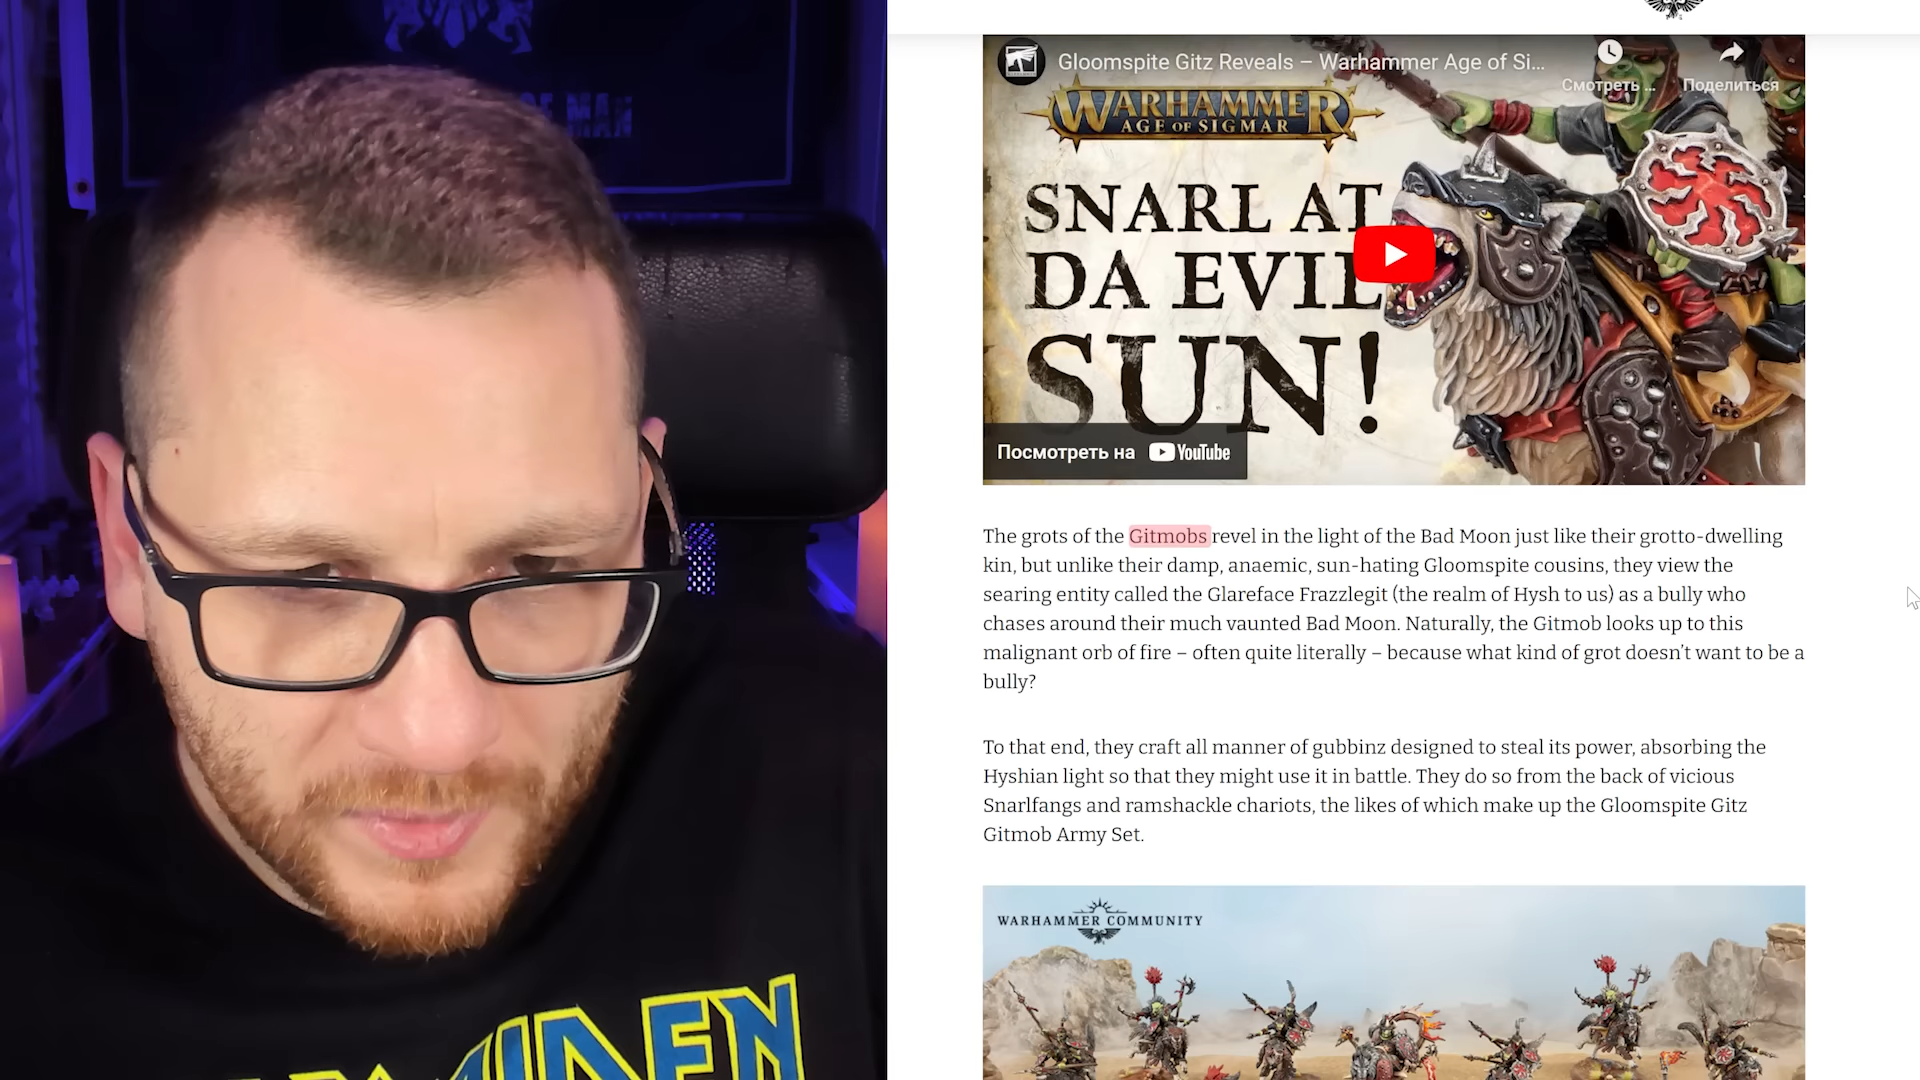 OF MAN
MAIDEN
Gloomspite Gitz Reveals – Warhammer Age of Si...
Смотреть ...
Поделиться
WARHAMMER
AGE OF SIGMAR
SNARL AT
DA EVIL
SUN!
Посмотреть на YouTube
The grots of the Gitmobs revel in the light of the Bad Moon just like their grotto-dwelling
kin, but unlike their damp, anaemic, sun-hating Gloomspite cousins, they view the
searing entity called the Glareface Frazzlegit (the realm of Hysh to us) as a bully who
chases around their much vaunted Bad Moon. Naturally, the Gitmob looks up to this
malignant orb of fire – often quite literally – because what kind of grot doesn't want to be a
bully?
To that end, they craft all manner of gubbinz designed to steal its power, absorbing the
Hyshian light so that they might use it in battle. They do so from the back of vicious
Snarlfangs and ramshackle chariots, the likes of which make up the Gloomspite Gitz
Gitmob Army Set.
WARHAMMER COMMUNITY